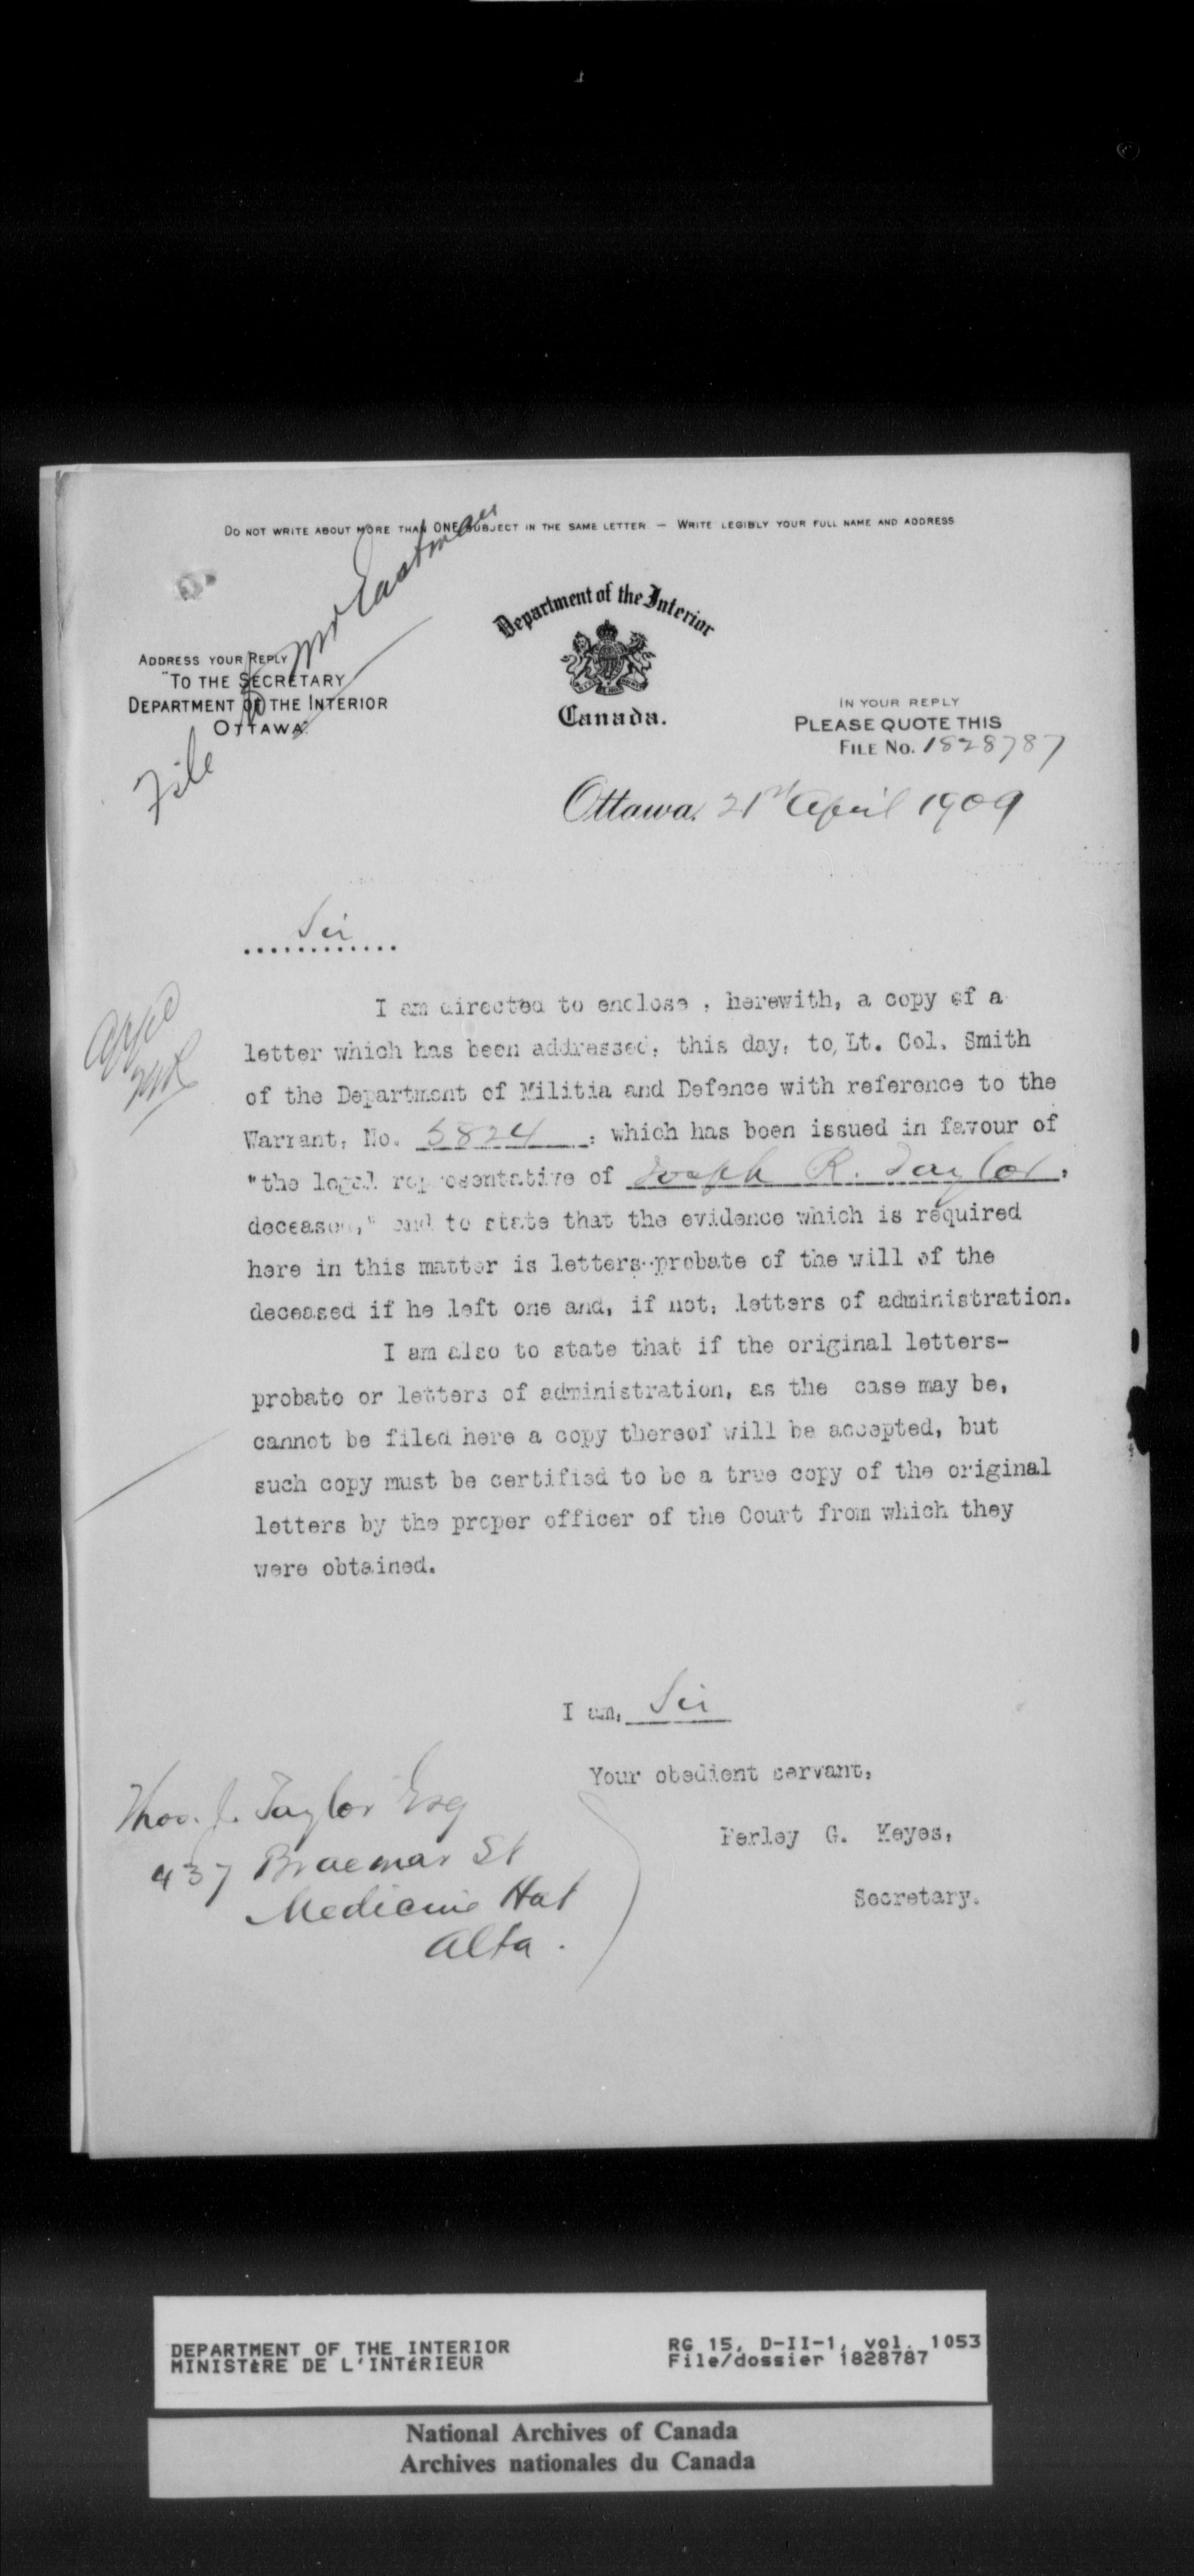 DO NOT WRITE ABOUT MORE THAN ONE SUBJECT IN THE SAME LETTER — WRITE LEGIBLY YOUR FULL NAME AND ADDRESS
File Mr Eastman
Department of the Interior
Canada.
ADDRESS YOUR REPLY
"TO THE SECRETARY
DEPARTMENT OF THE INTERIOR
OTTAWA"
IN YOUR REPLY
PLEASE QUOTE THIS
FILE No. 1828787
Ottawa, 21st April 1909
Sir
I am directed to enclose , herewith, a copy of a
letter which has been addressed, this day, to, Lt. Col. Smith
of the Department of Militia and Defence with reference to the
Warrant, No. 5824, which has been issued in favour of
"the legal representative of Joseph R. Taylor,
deceased," and to state that the evidence which is required
here in this matter is letters-probate of the will of the
deceased if he left one and, if not, letters of administration.
I am also to state that if the original letters-
probate or letters of administration, as the case may be,
cannot be filed here a copy thereof will be accepted, but
such copy must be certified to be a true copy of the original
letters by the proper officer of the Court from which they
were obtained.
I am, Sir
Your obedient servant,
Perley G. Keyes,
Secretary.
Thos. J. Taylor Esq
437 Braemar St
Medicine Hat
Alta.
DEPARTMENT OF THE INTERIOR
MINISTÈRE DE L'INTÉRIEUR
RG 15, D-II-1, vol. 1053
File/dossier 1828787
National Archives of Canada
Archives nationales du Canada